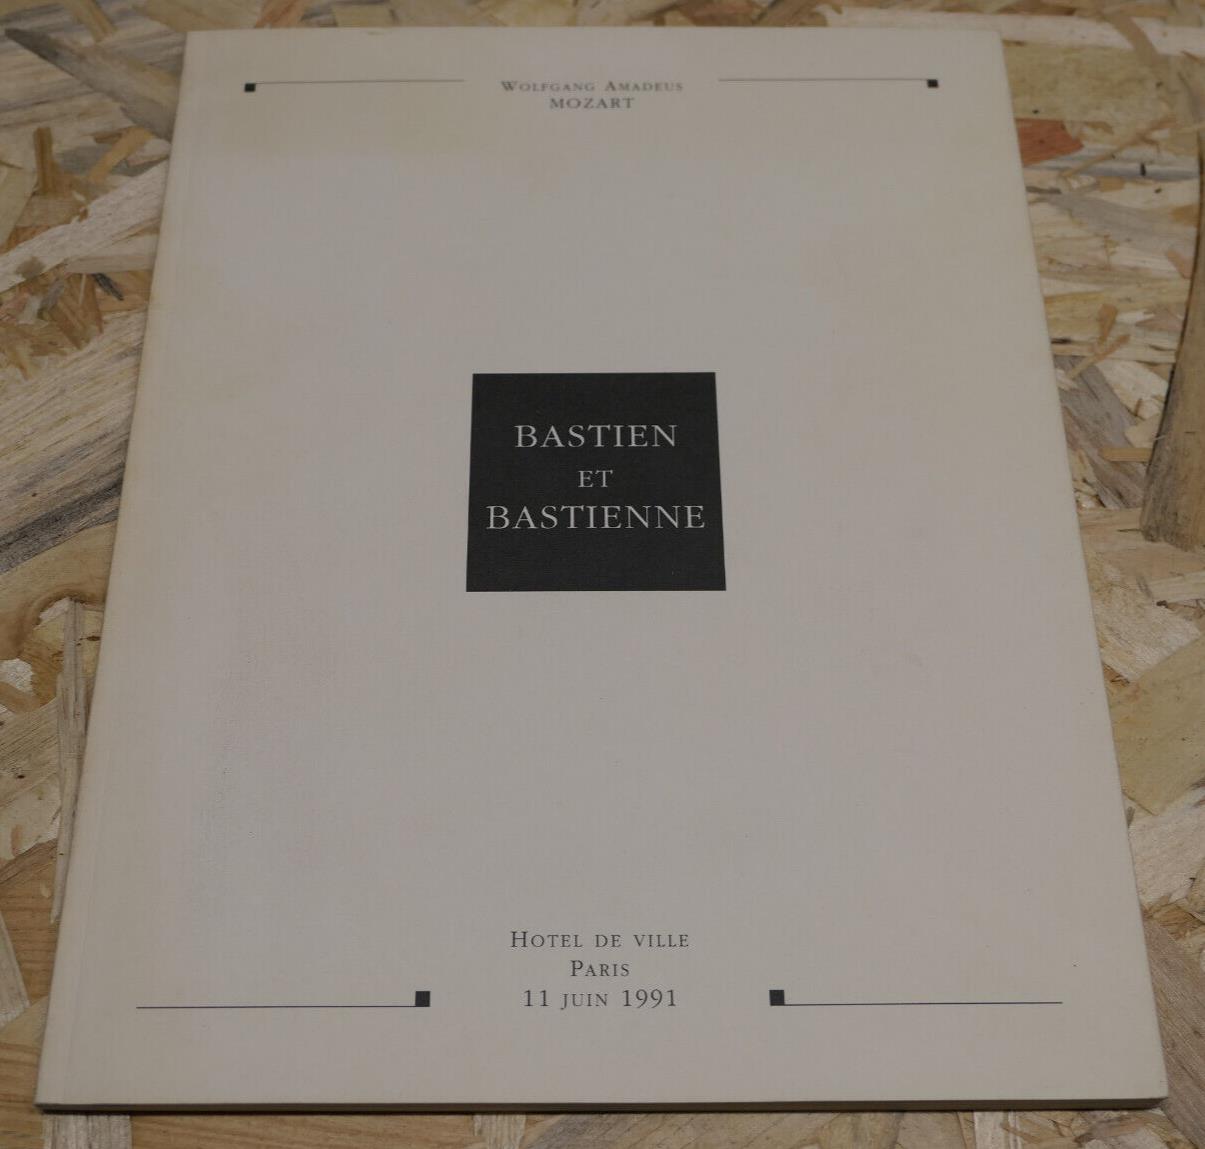 Wolfgang Amadeus
MOZART
BASTIEN
ET
BASTIENNE
Hotel de ville
Paris
11 juin 1991